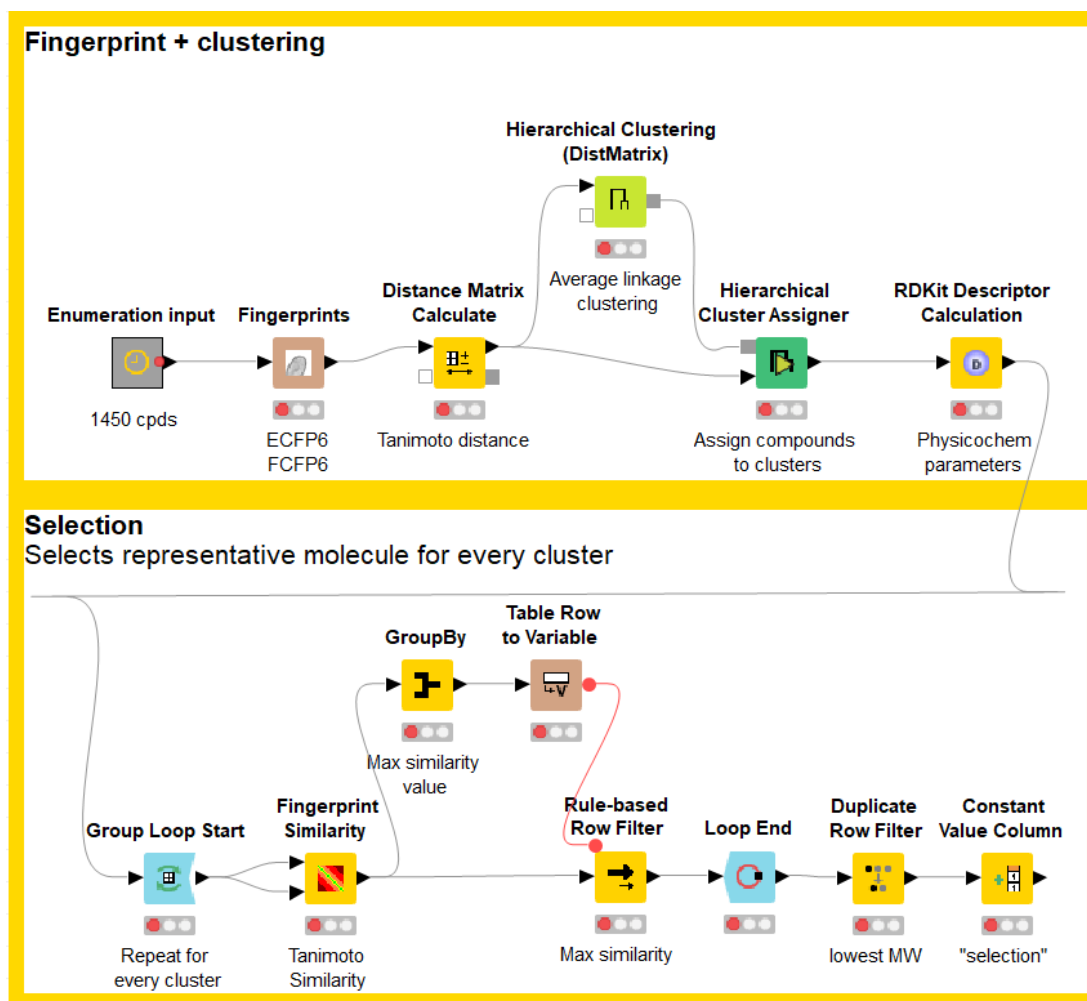 Fingerprint + clustering
Hierarchical Clustering
(DistMatrix)
Average linkage
clustering
Enumeration input
1450 cpds
Fingerprints
ECFP6
FCFP6
Distance Matrix
Calculate
Tanimoto distance
Hierarchical
Cluster Assigner
Assign compounds
to clusters
RDKit Descriptor
Calculation
D
Physicochem
parameters
Selection
Selects representative molecule for every cluster
GroupBy
Max similarity
value
Table Row
to Variable
V
Group Loop Start
Repeat for
every cluster
Fingerprint
Similarity
Tanimoto
Similarity
Rule-based
Row Filter
Max similarity
Loop End
Duplicate
Row Filter
lowest MW
Constant
Value Column
1
1
"selection"